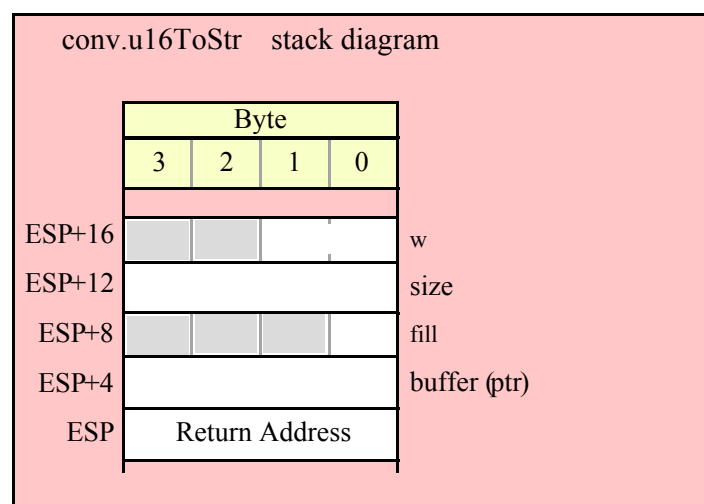 conv.u16ToStr stack diagram
Byte
3 2 1 0
ESP+16 w
ESP+12 size
ESP+8 fill
ESP+4 buffer (ptr)
ESP Return Address